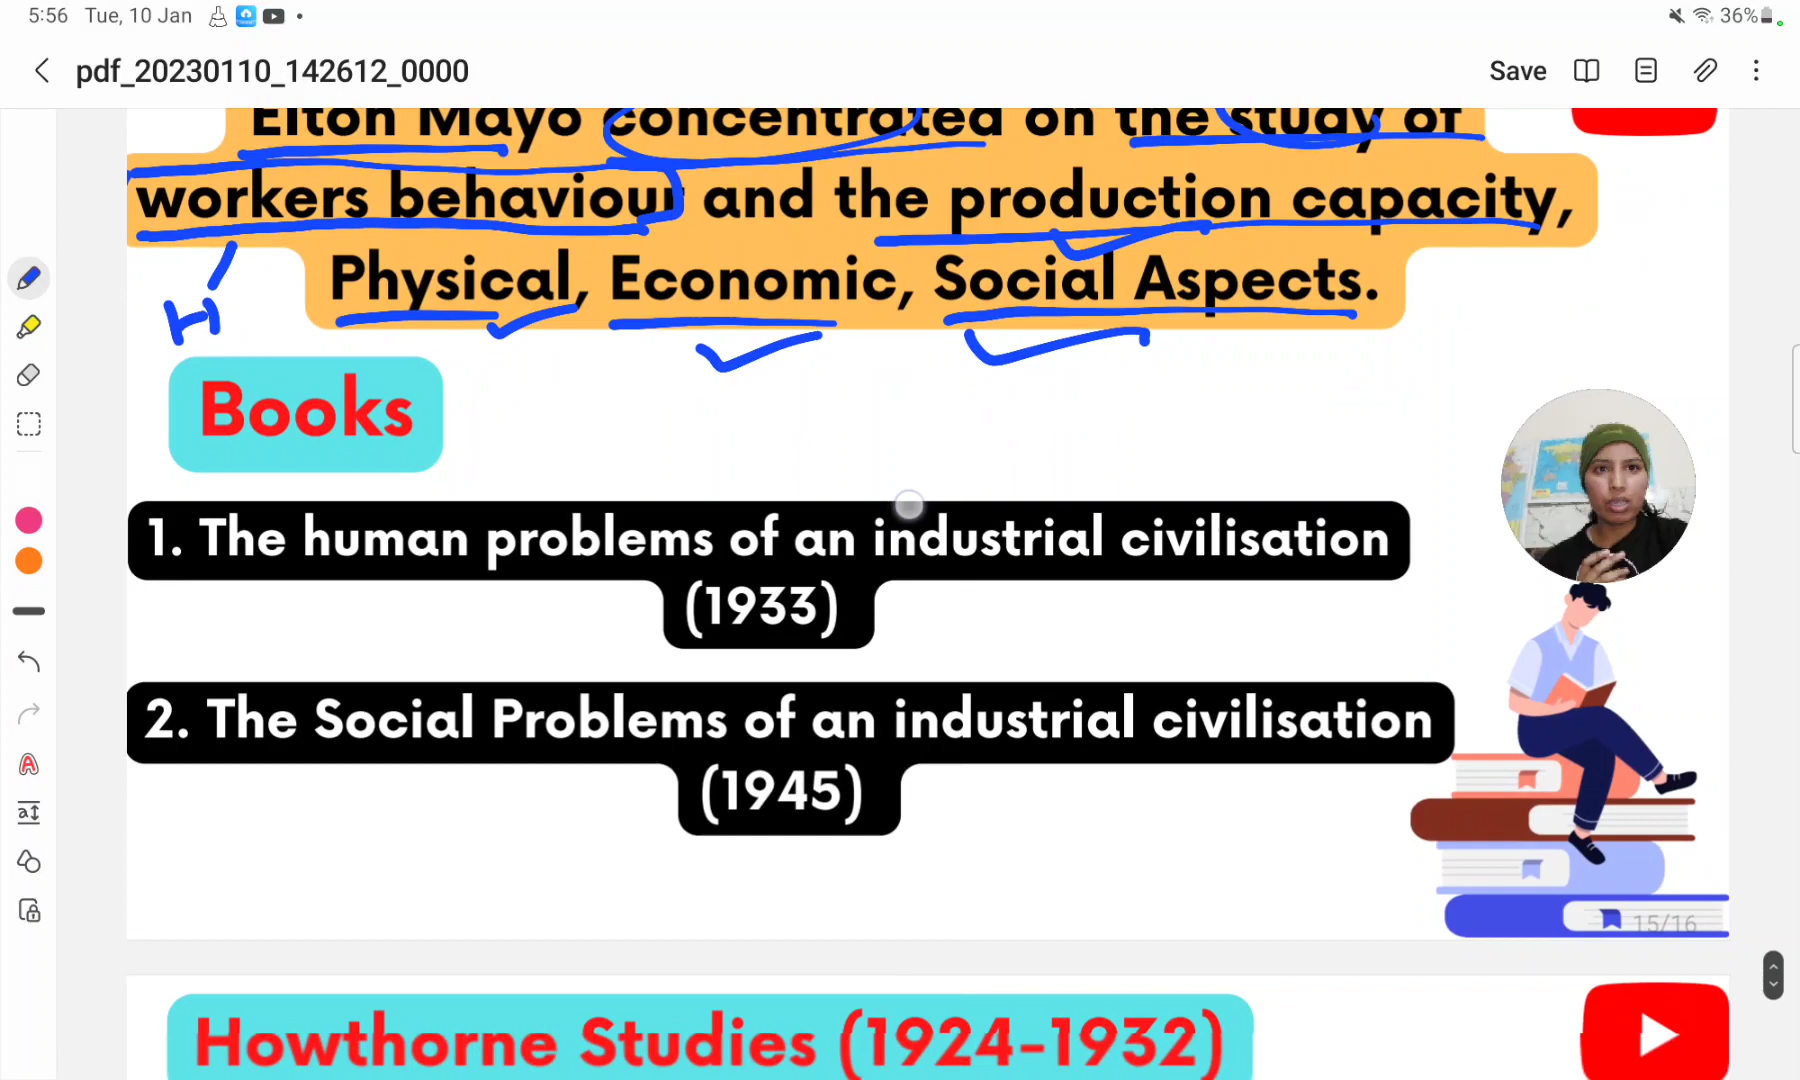 5:56 Tue, 10 Jan
36%
pdf_20230110_142612_0000
Save
Elton Mayo concentrated on the study of
workers behaviour and the production capacity,
Physical, Economic, Social Aspects.
H
Books
1. The human problems of an industrial civilisation
(1933)
2. The Social Problems of an industrial civilisation
(1945)
15/16
Howthorne Studies (1924-1932)